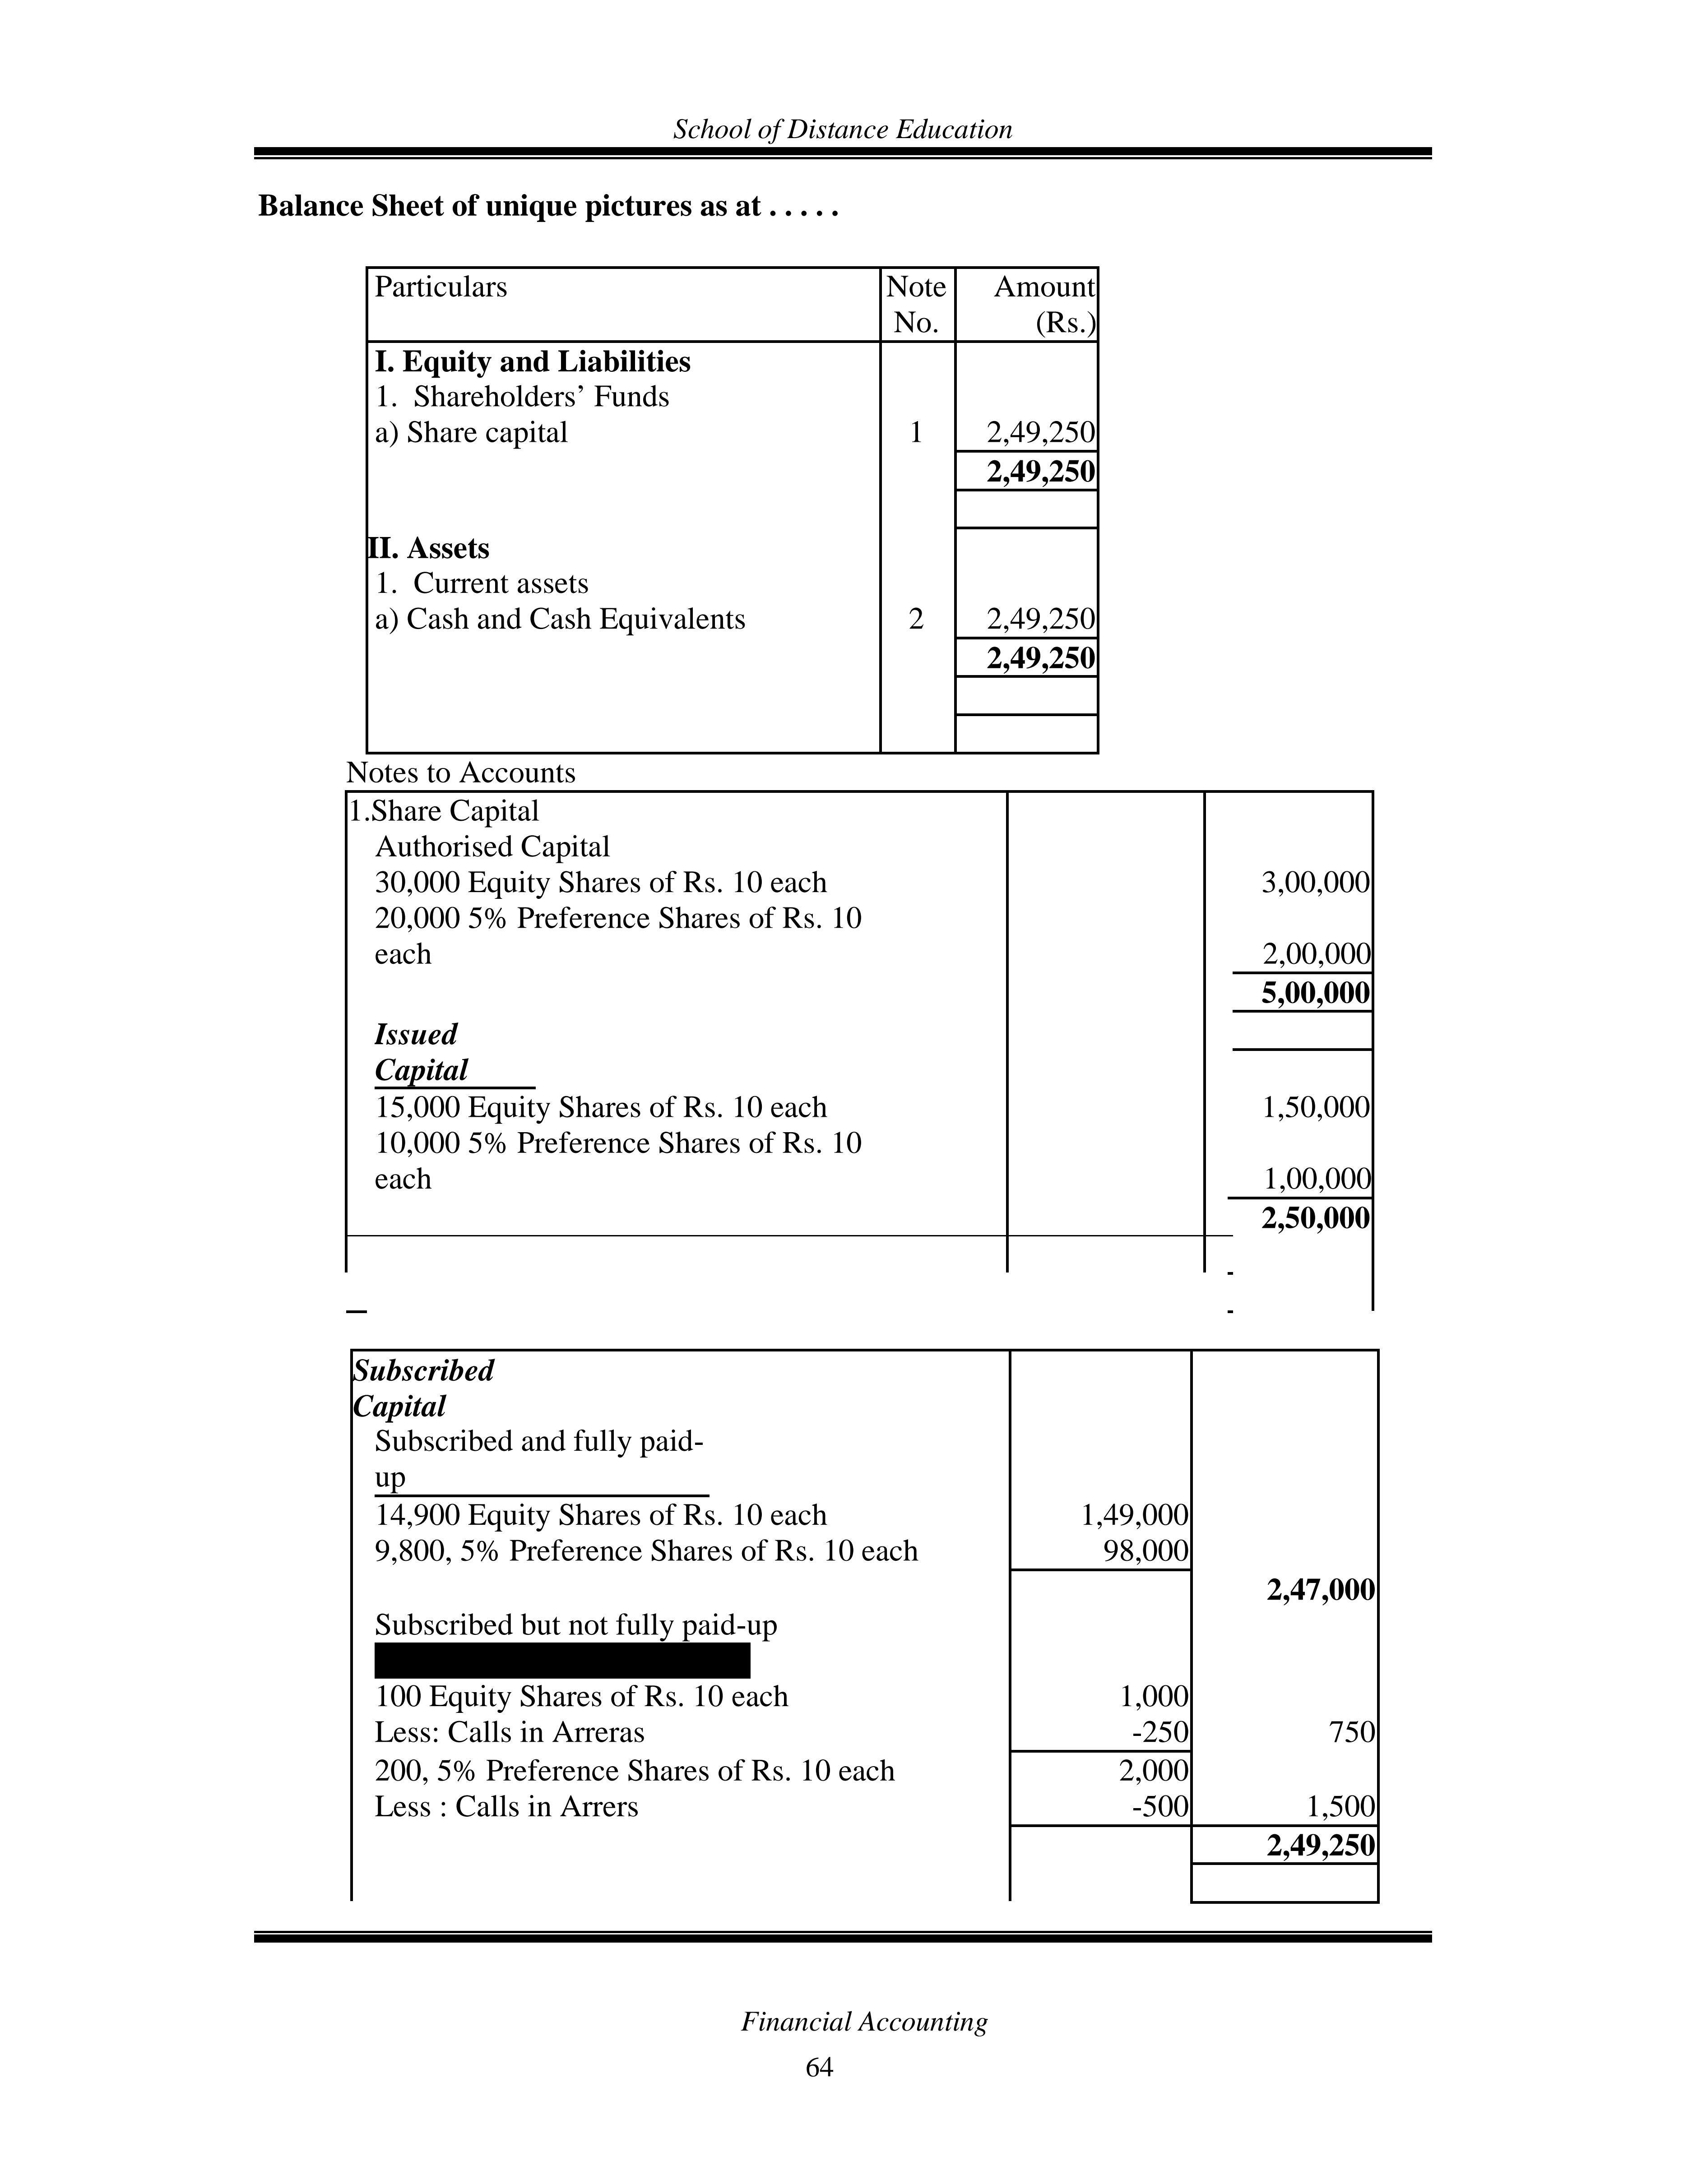 School of Distance Education
Balance Sheet of unique pictures as at . . . . .
Particulars Note Amount
No. (Rs.)
I. Equity and Liabilities
1. Shareholders’ Funds
a) Share capital 1 2,49,250
2,49,250
II. Assets
1. Current assets
a) Cash and Cash Equivalents 2 2,49,250
2,49,250
Notes to Accounts
1.Share Capital
Authorised Capital
30,000 Equity Shares of Rs. 10 each 3,00,000
20,000 5% Preference Shares of Rs. 10
each 2,00,000
5,00,000
Issued
Capital
15,000 Equity Shares of Rs. 10 each 1,50,000
10,000 5% Preference Shares of Rs. 10
each 1,00,000
2,50,000
Subscribed
Capital
Subscribed and fully paid-
up
14,900 Equity Shares of Rs. 10 each 1,49,000
9,800, 5% Preference Shares of Rs. 10 each 98,000
2,47,000
Subscribed but not fully paid-up
100 Equity Shares of Rs. 10 each 1,000
Less: Calls in Arreras -250 750
200, 5% Preference Shares of Rs. 10 each 2,000
Less : Calls in Arrers -500 1,500
2,49,250
Financial Accounting
64